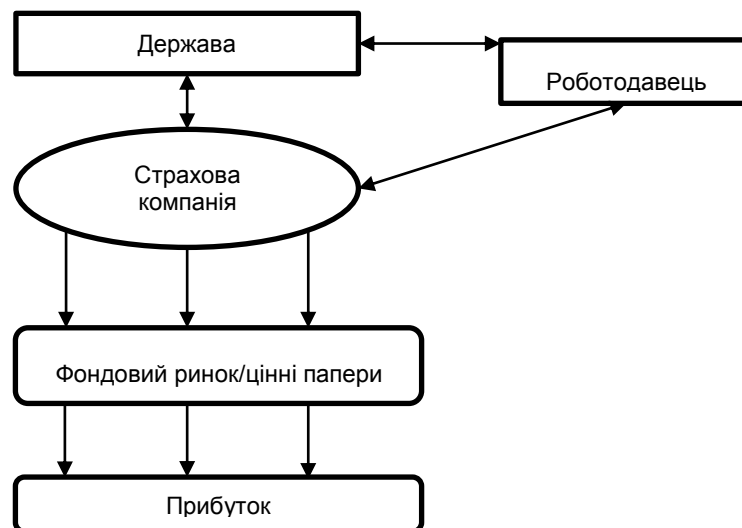 Держава
Роботодавець
Страхова
компанія
Фондовий ринок/цінні папери
Прибуток